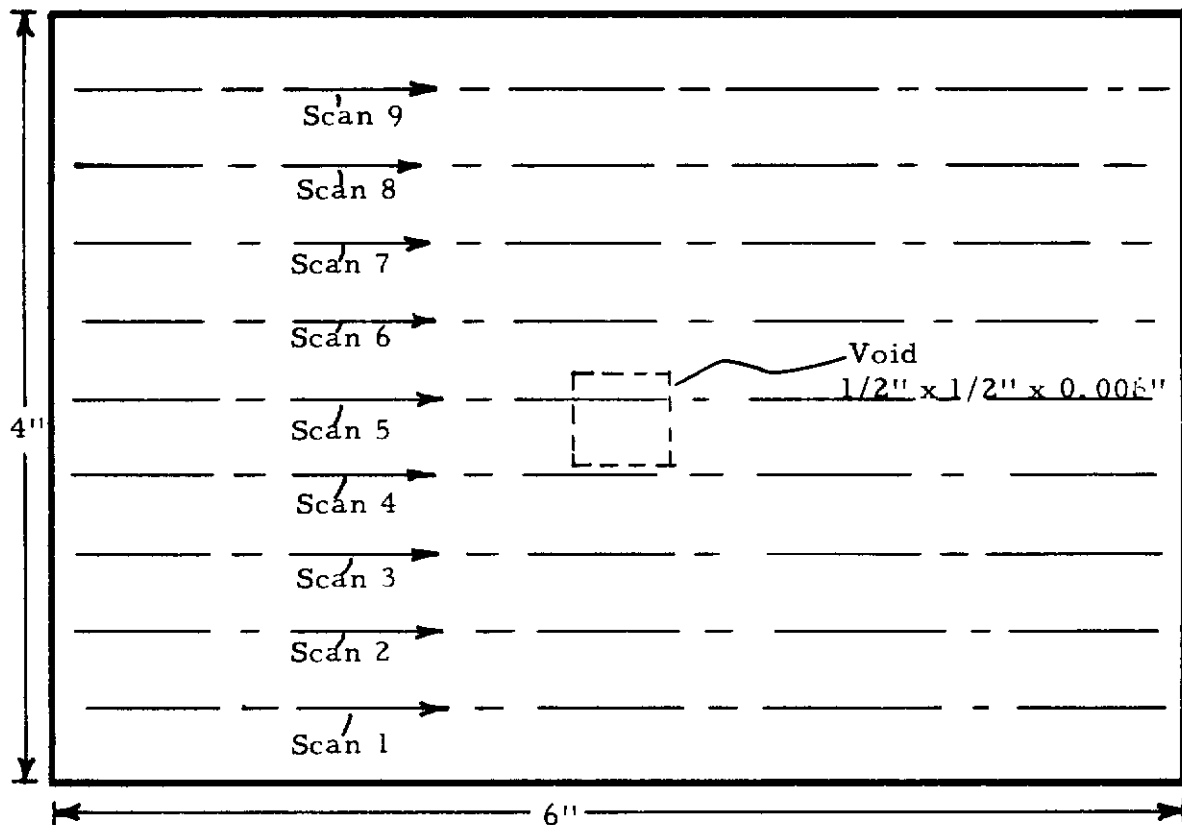 Scan 9
Scan 8
Scan 7
Scan 6
Void
1/2" x 1/2" x 0.006"
Scan 5
4"
Scan 4
Scan 3
Scan 2
Scan 1
6"